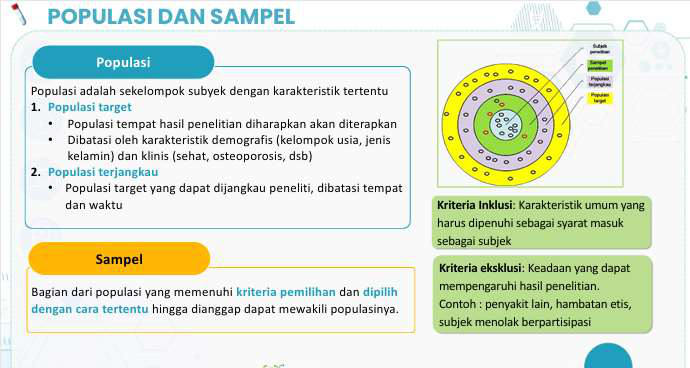 POPULASI DAN SAMPEL
Populasi
Populasi adalah sekelompok subyek dengan karakteristik tertentu
1. Populasi target
• Populasi tempat hasil penelitian diharapkan akan diterapkan
• Dibatasi oleh karakteristik demografis (kelompok usia, jenis
kelamin) dan klinis (sehat, osteoporosis, dsb)
2. Populasi terjangkau
• Populasi target yang dapat dijangkau peneliti, dibatasi tempat
dan waktu
Sampel
Bagian dari populasi yang memenuhi kriteria pemilihan dan dipilih
dengan cara tertentu hingga dianggap dapat mewakili populasinya.
Subjek
penelitian
Sampel
penelitian
Populasi
terjangkau
Populasi
target
Kriteria Inklusi: Karakteristik umum yang
harus dipenuhi sebagai syarat masuk
sebagai subjek
Kriteria eksklusi: Keadaan yang dapat
mempengaruhi hasil penelitian.
Contoh : penyakit lain, hambatan etis,
subjek menolak berpartisipasi